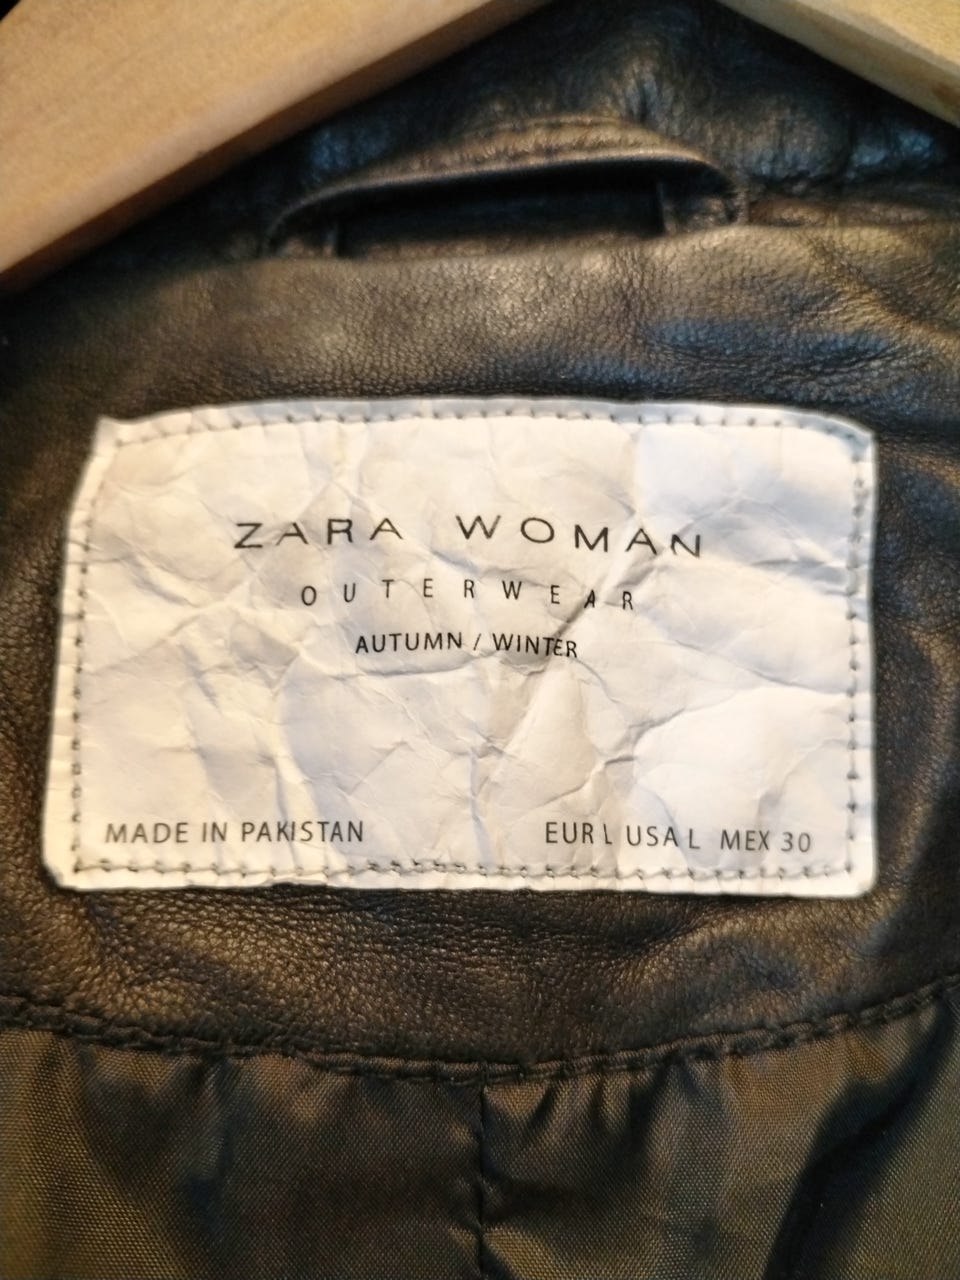 ZARA WOMAN
OUTERWEAR
AUTUMN / WINTER
MADE IN PAKISTAN EUR L USA L MEX 30